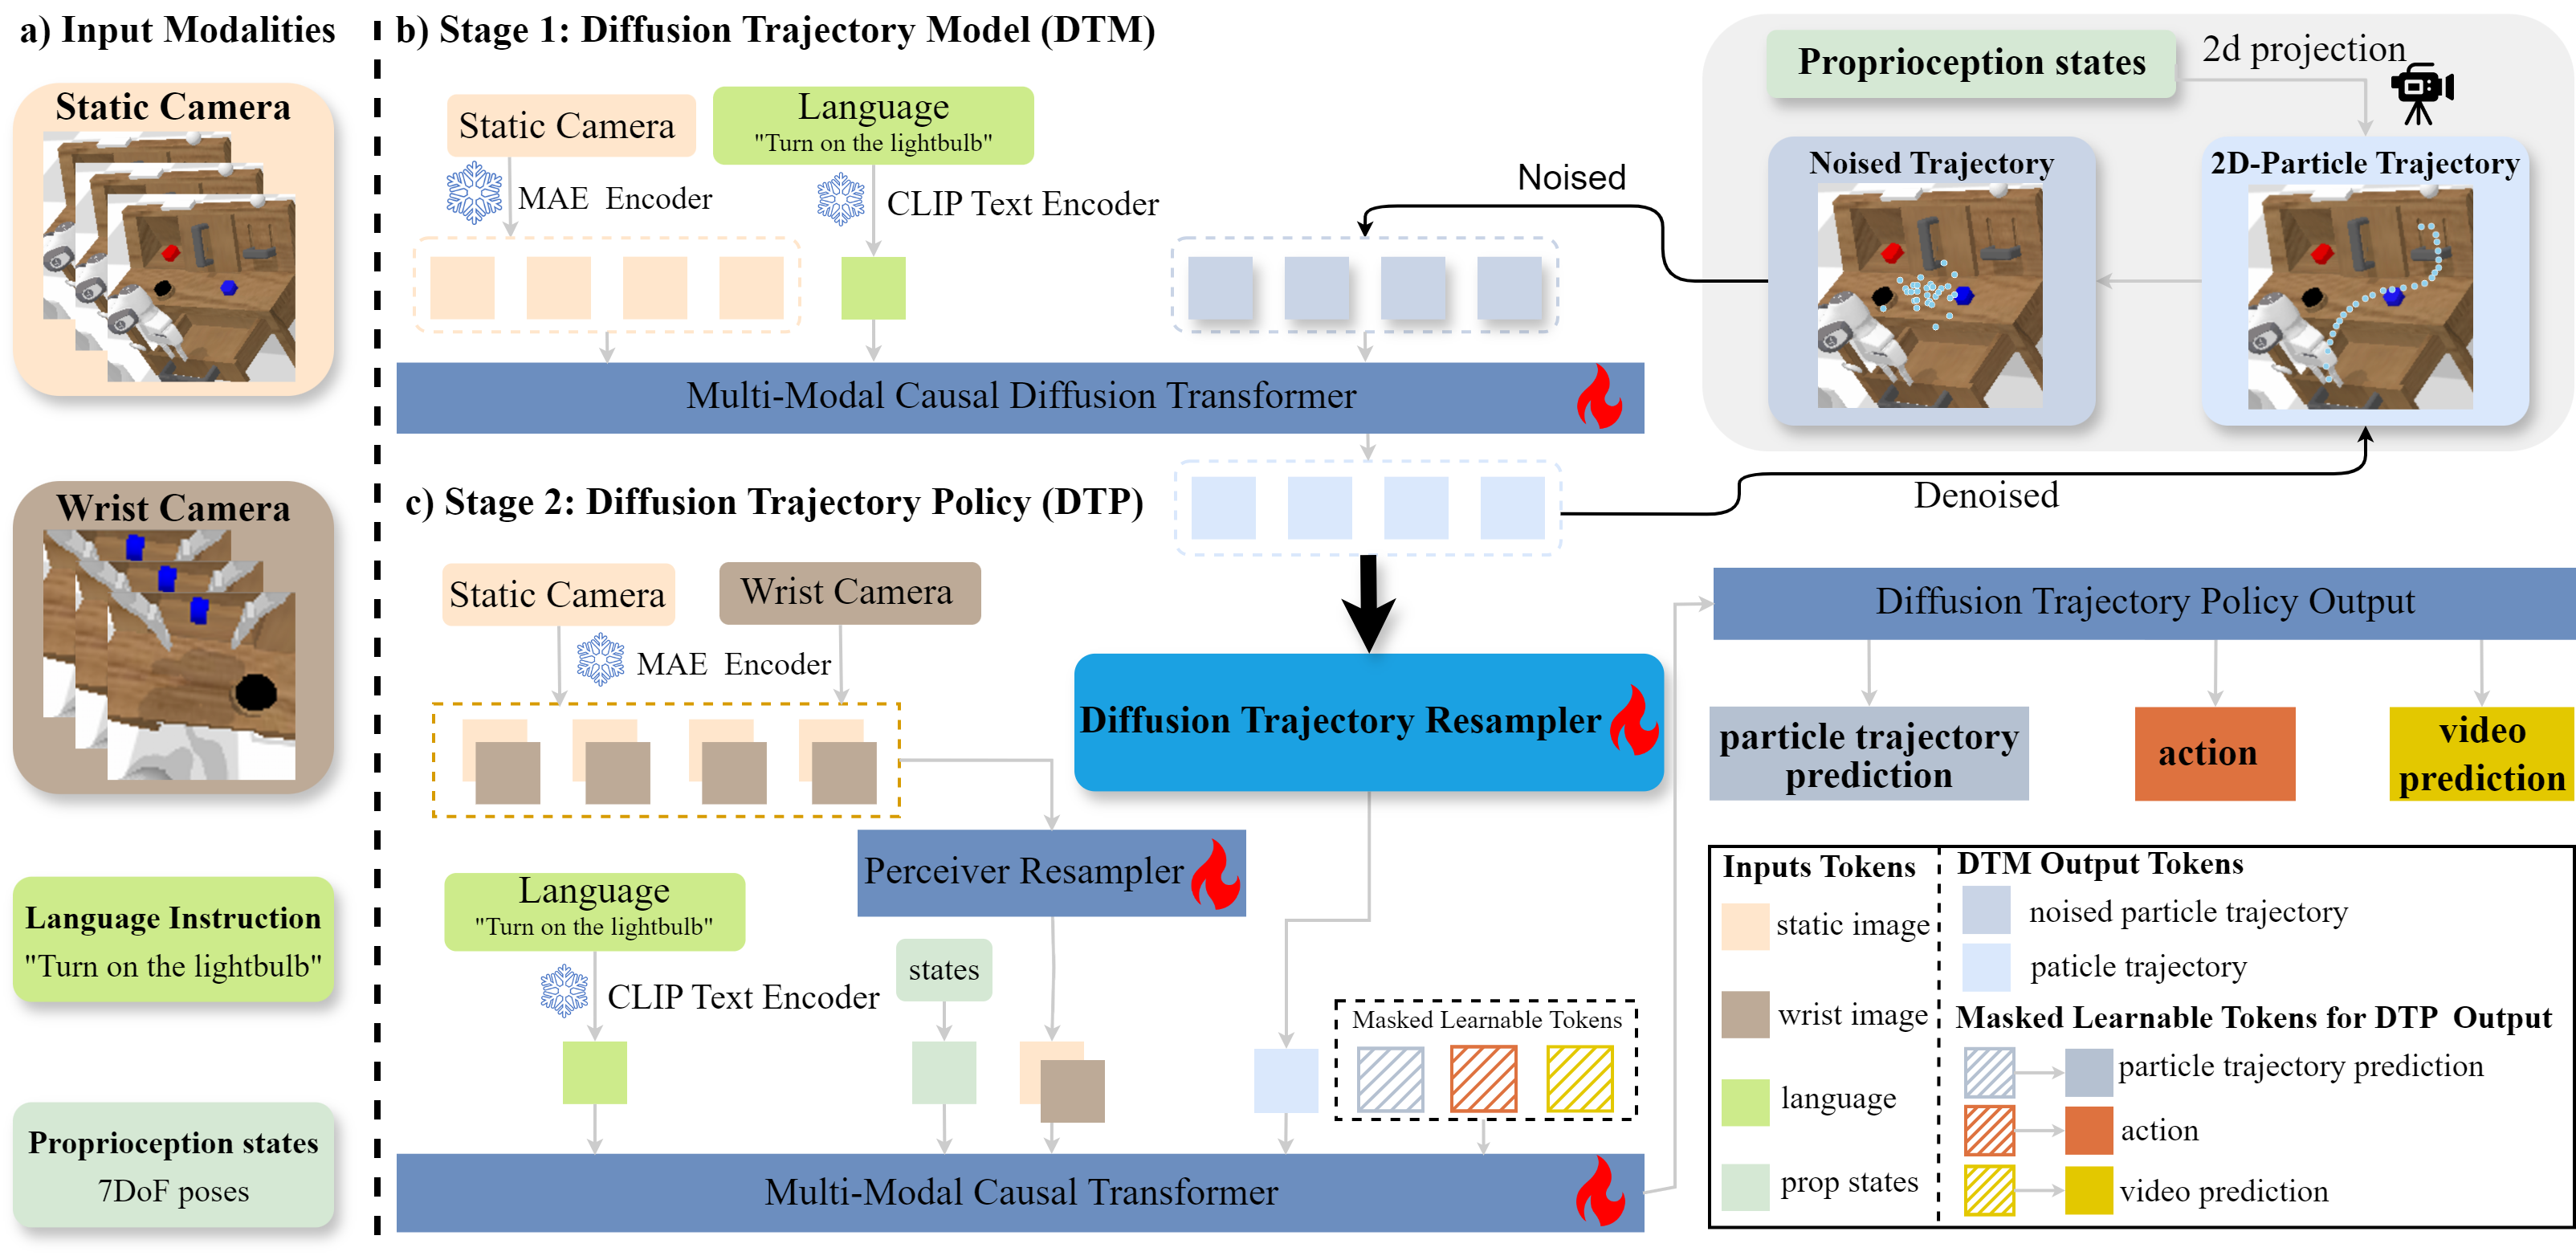 a) Input Modalities
Static Camera
Wrist Camera
Language Instruction
"Turn on the lightbulb"
Proprioception states
7DoF poses
b) Stage 1: Diffusion Trajectory Model (DTM)
Static Camera
Language
"Turn on the lightbulb"
MAE Encoder
CLIP Text Encoder
Noised
Multi-Modal Causal Diffusion Transformer
Proprioception states
2d projection
Noised Trajectory
2D-Particle Trajectory
Denoised
c) Stage 2: Diffusion Trajectory Policy (DTP)
Static Camera
Wrist Camera
MAE Encoder
Diffusion Trajectory Resampler
Perceiver Resampler
Language
"Turn on the lightbulb"
CLIP Text Encoder
states
Masked Learnable Tokens
Multi-Modal Causal Transformer
Diffusion Trajectory Policy Output
particle trajectory
prediction
action
video
prediction
Inputs Tokens
static image
wrist image
language
prop states
DTM Output Tokens
noised particle trajectory
paticle trajectory
Masked Learnable Tokens for DTP Output
particle trajectory prediction
action
video prediction